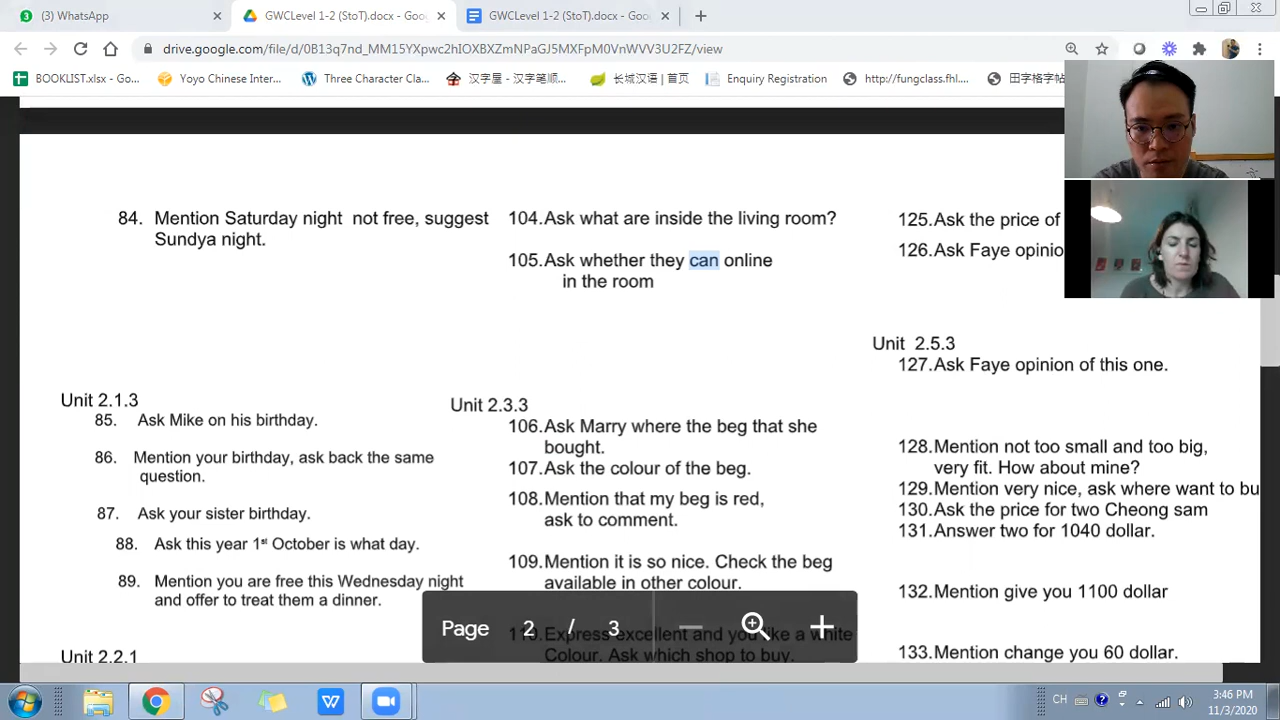 (3) WhatsApp
GWCLevel 1-2 (StoT).docx - Goog
GWCLevel 1-2 (StoT).docx - Goog
drive.google.com/file/d/0B13q7nd_MM15YXpwc2hIOXBXZmNPaGJ5MXFpM0VnWVV3U2FZ/view
BOOKLIST.xlsx - Go...
Yoyo Chinese Inter...
Three Character Cla...
汉字屋 - 汉字笔顺...
长城汉语 | 首页
Enquiry Registration
http://fungclass.fhl....
田字格字帖
84. Mention Saturday night not free, suggest
Sundya night.
Unit 2.1.3
85. Ask Mike on his birthday.
86. Mention your birthday, ask back the same
question.
87. Ask your sister birthday.
88. Ask this year 1st October is what day.
89. Mention you are free this Wednesday night
and offer to treat them a dinner.
Unit 2.2.1
104.Ask what are inside the living room?
105.Ask whether they can online
in the room
Unit 2.3.3
106.Ask Marry where the beg that she
bought.
107.Ask the colour of the beg.
108.Mention that my beg is red,
ask to comment.
109.Mention it is so nice. Check the beg
available in other colour.
110.Express excellent and you like a white
Colour. Ask which shop to buy.
125.Ask the price of
126.Ask Faye opinio
Unit 2.5.3
127.Ask Faye opinion of this one.
128.Mention not too small and too big,
very fit. How about mine?
129.Mention very nice, ask where want to bu
130.Ask the price for two Cheong sam
131.Answer two for 1040 dollar.
132.Mention give you 1100 dollar
133.Mention change you 60 dollar.
Page 2 / 3
CH
3:46 PM
11/3/2020